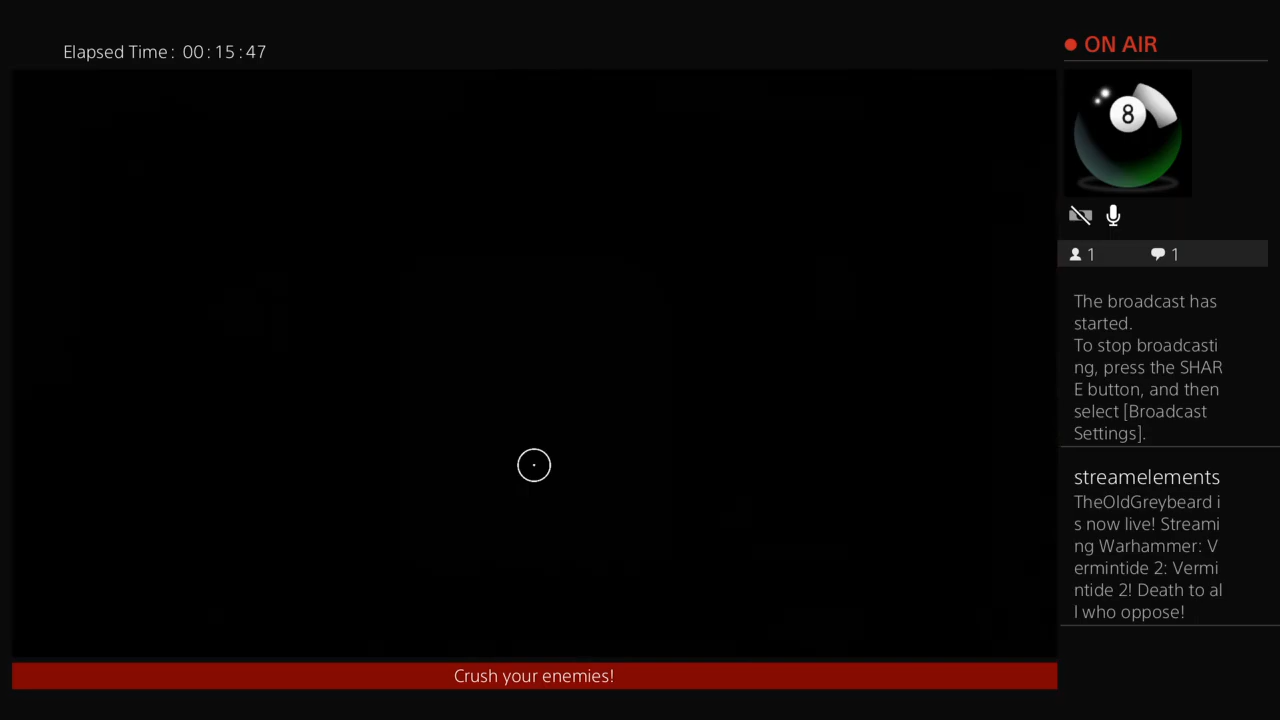 Elapsed Time: 00:15:47
ON AIR
8
1
1
The broadcast has
started.
To stop broadcasti
ng, press the SHAR
E button, and then
select [Broadcast
Settings].
streamelements
TheOldGreybeard i
s now live! Streami
ng Warhammer: V
ermintide 2: Vermi
ntide 2! Death to al
l who oppose!
Crush your enemies!